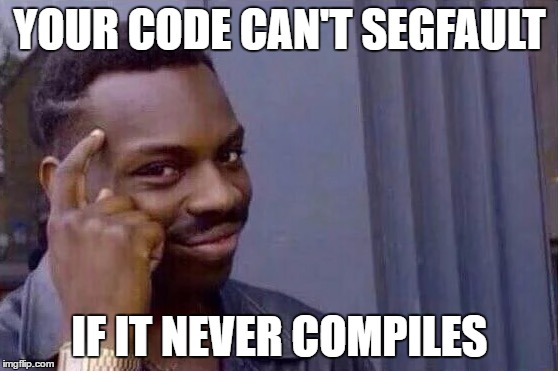 YOUR CODE CAN'T SEGFAULT
IF IT NEVER COMPILES
imgflip.com